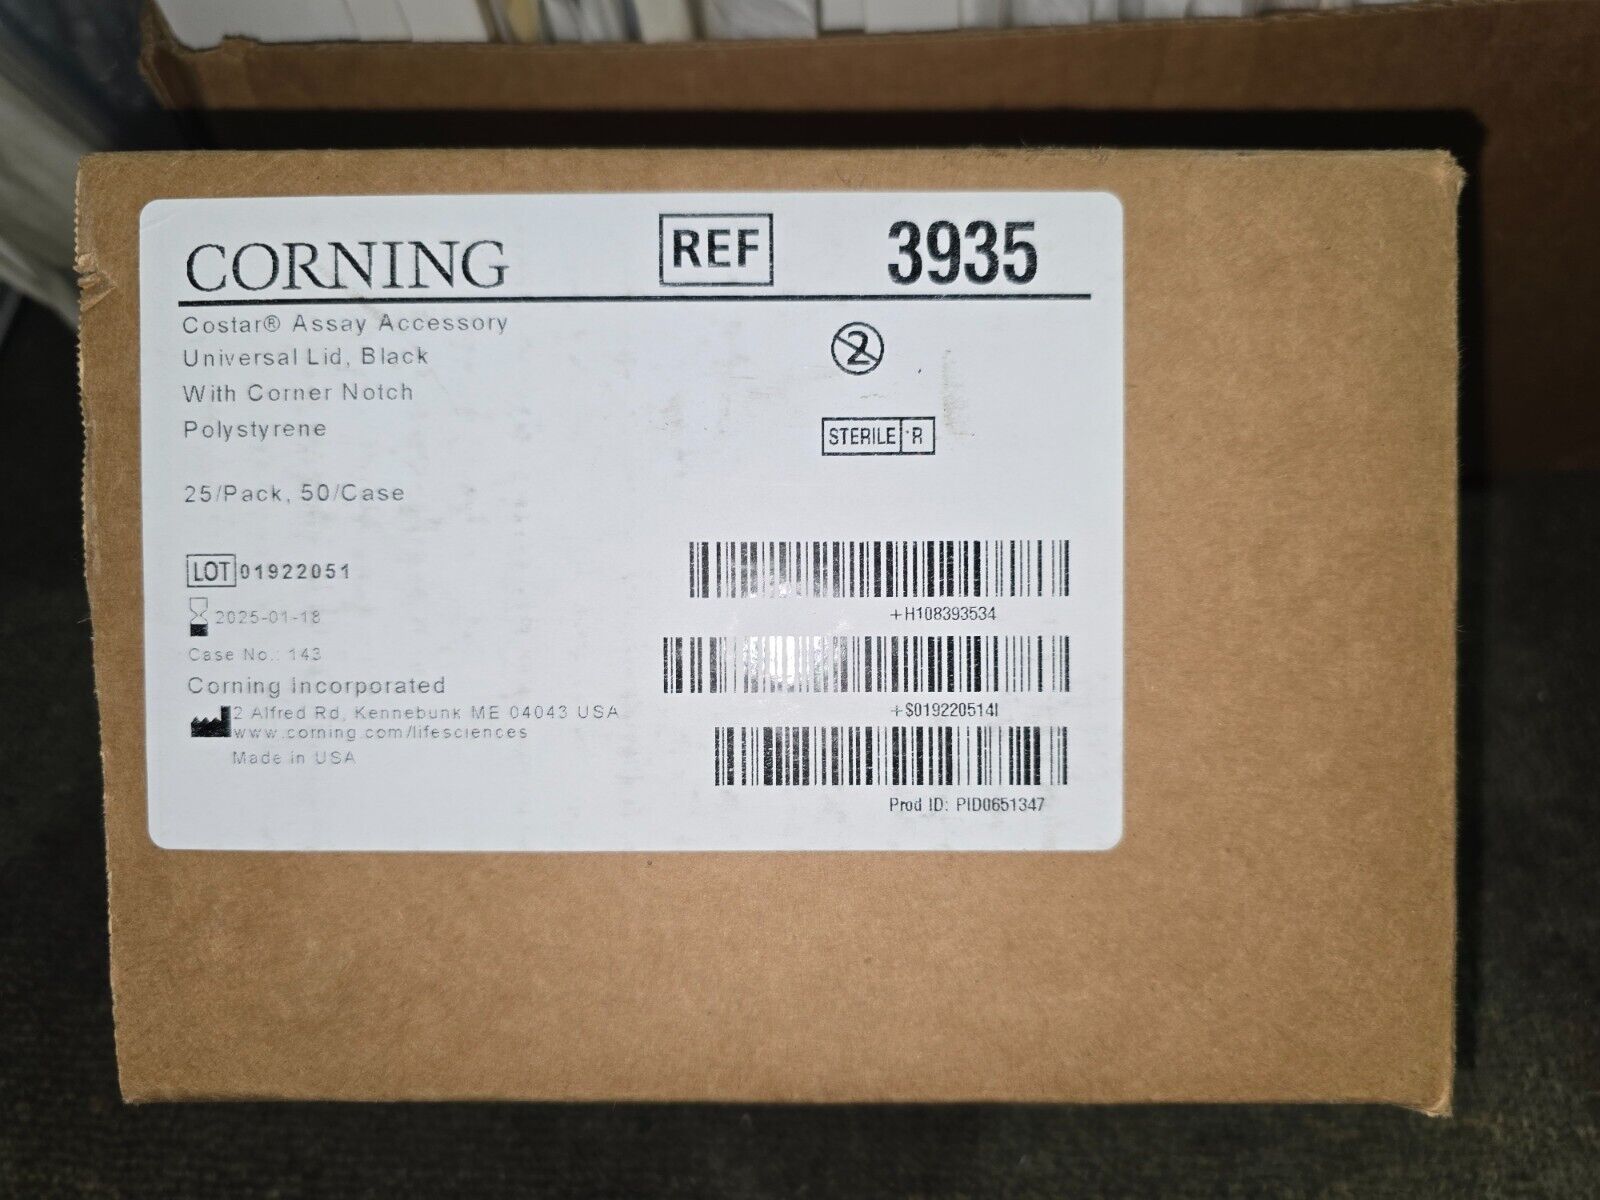 CORNING REF 3935
Costar® Assay Accessory
Universal Lid, Black
With Corner Notch
Polystyrene
2
STERILE R
25/Pack, 50/Case
LOT 01922051
2025-01-18
Case No.: 143
Corning Incorporated
2 Alfred Rd, Kennebunk ME 04043 USA
www.corning.com/lifesciences
Made in USA
+H108393534
+S019220514I
Prod ID: PID0651347